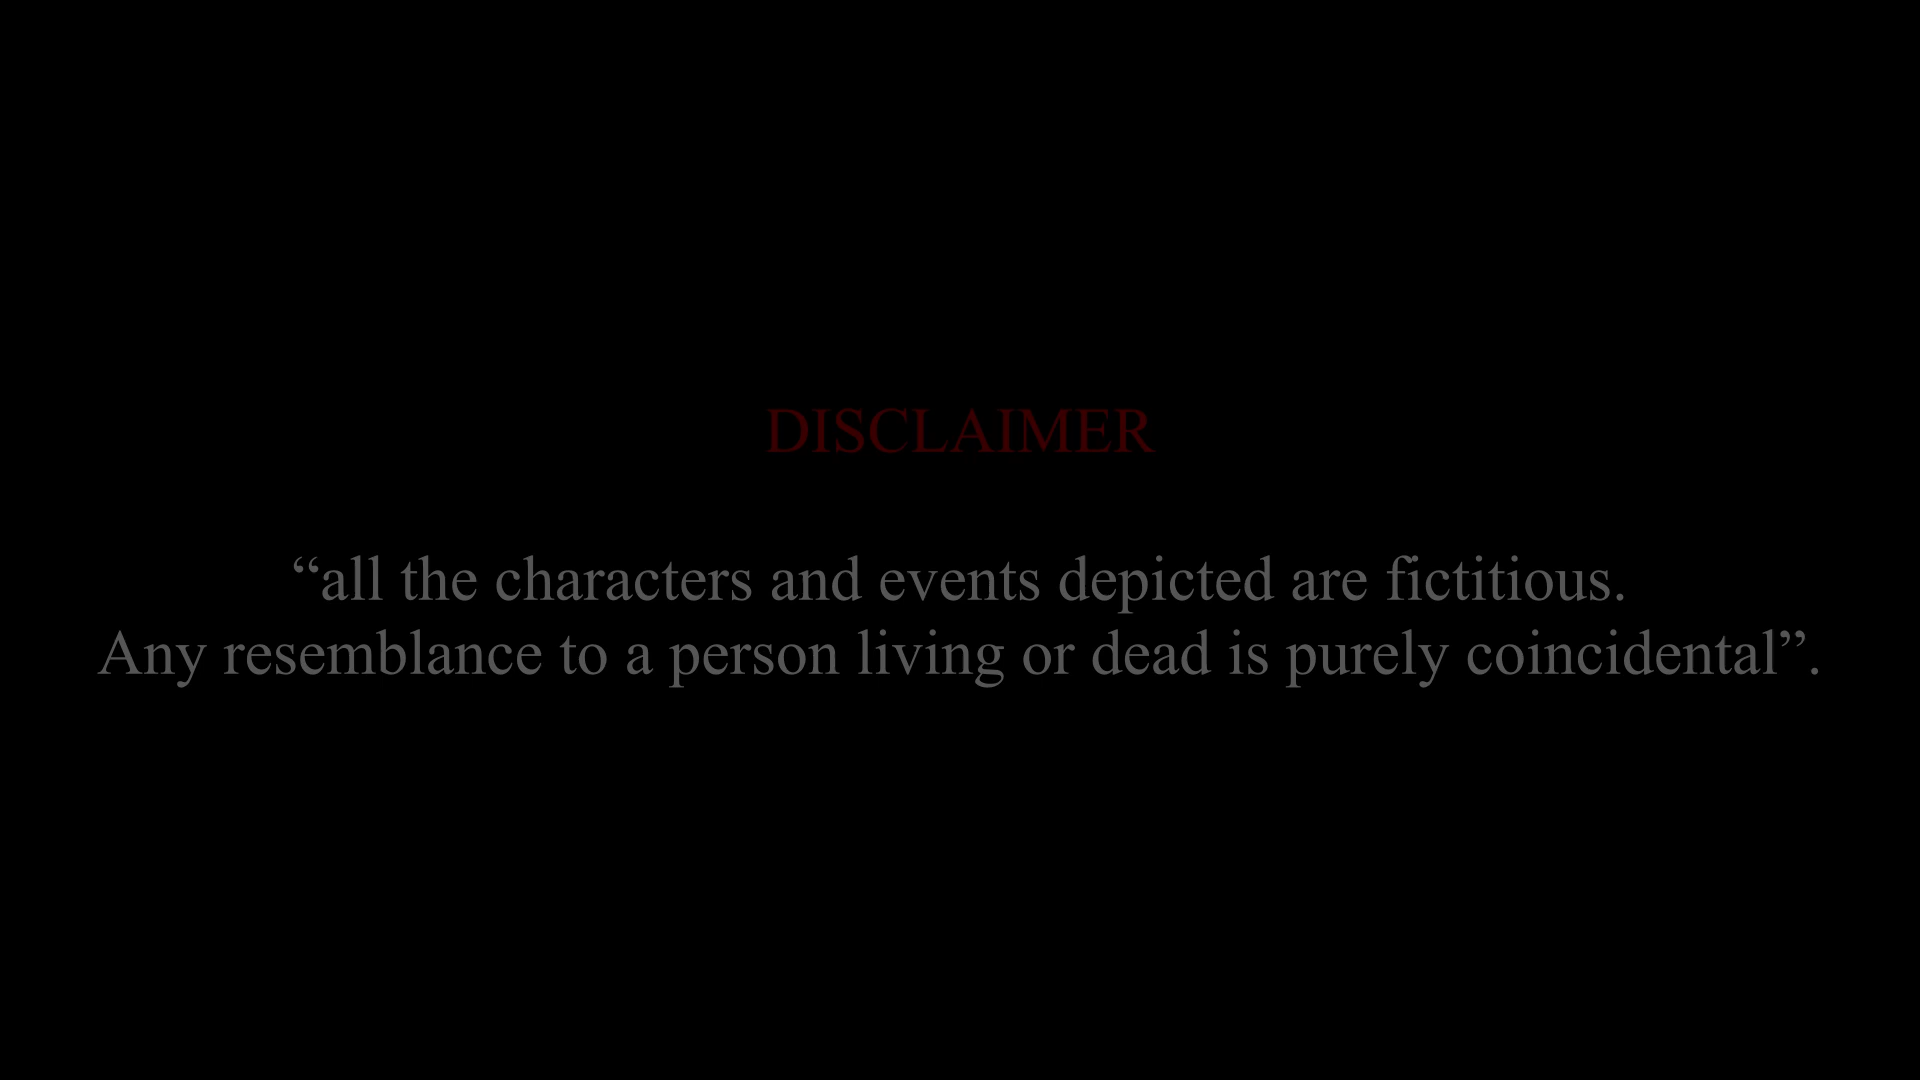 DISCLAIMER
“all the characters and events depicted are fictitious.
Any resemblance to a person living or dead is purely coincidental”.